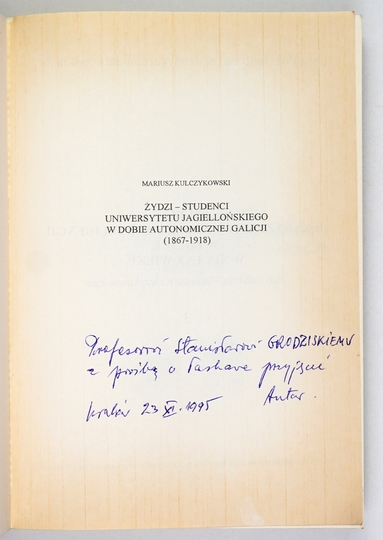 MARIUSZ KULCZYKOWSKI
ŻYDZI – STUDENCI
UNIWERSYTETU JAGIELLOŃSKIEGO
W DOBIE AUTONOMICZNEJ GALICJI
(1867-1918)
Profesorowi Stanisławowi GRODZISKIEMU
z prośbą o łaskawe przyjęcie
Kraków 23 XI. 1995 Autor.